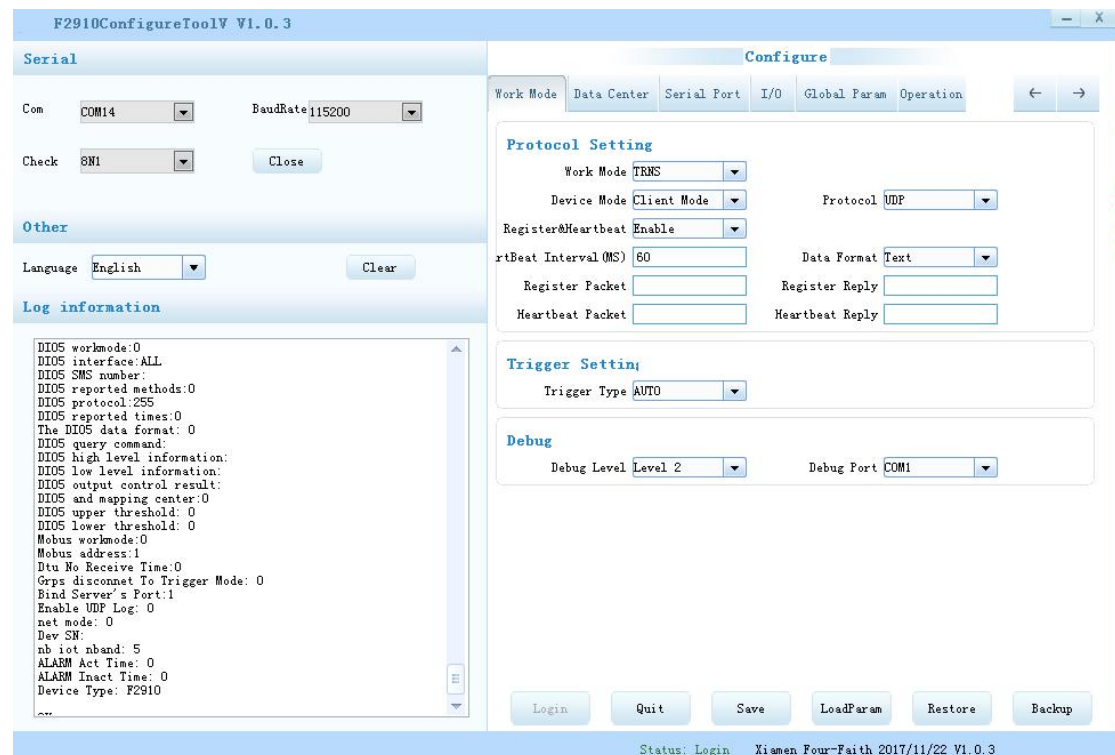 F2910ConfigureToolV V1.0.3
— X
Serial
Com COM14 BaudRate 115200
Check 8N1 Close
Other
Language English Clear
Log information
DIO5 workmode:0
DIO5 interface:ALL
DIO5 SMS number:
DIO5 reported methods:0
DIO5 protocol:255
DIO5 reported times:0
The DIO5 data format: 0
DIO5 query command:
DIO5 high level information:
DIO5 low level information:
DIO5 output control result:
DIO5 and mapping center:0
DIO5 upper threshold: 0
DIO5 lower threshold: 0
Mobus workmode:0
Mobus address:1
Dtu No Receive Time:0
Grps disconnet To Trigger Mode: 0
Bind Server's Port:1
Enable UDP Log: 0
net mode: 0
Dev SN:
nb iot nband: 5
ALARM Act Time: 0
ALARM Inact Time: 0
Device Type: F2910
Configure
Work Mode Data Center Serial Port I/O Global Param Operation ← →
Protocol Setting
Work Mode TRNS
Device Mode Client Mode Protocol UDP
Register&Heartbeat Enable
rtBeat Interval(MS) 60 Data Format Text
Register Packet Register Reply
Heartbeat Packet Heartbeat Reply
Trigger Settin
Trigger Type AUTO
Debug
Debug Level Level 2 Debug Port COM1
Login Quit Save LoadParam Restore Backup
Status: Login Xiamen Four-Faith 2017/11/22 V1.0.3